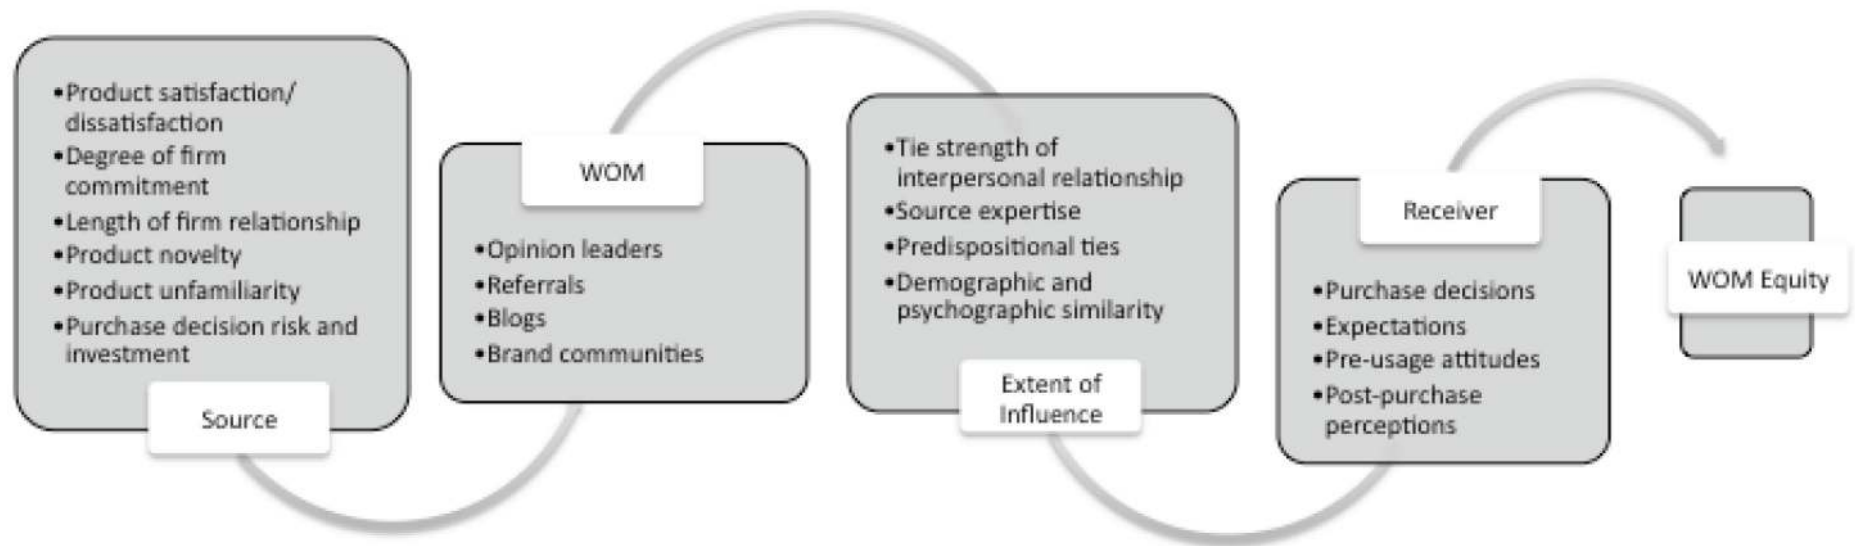 •Product satisfaction/
dissatisfaction
•Degree of firm
commitment
•Length of firm relationship
•Product novelty
•Product unfamiliarity
•Purchase decision risk and
investment
Source
WOM
•Opinion leaders
•Referrals
•Blogs
•Brand communities
•Tie strength of
interpersonal relationship
•Source expertise
•Predispositional ties
•Demographic and
psychographic similarity
Extent of
Influence
Receiver
•Purchase decisions
•Expectations
•Pre-usage attitudes
•Post-purchase
perceptions
WOM Equity